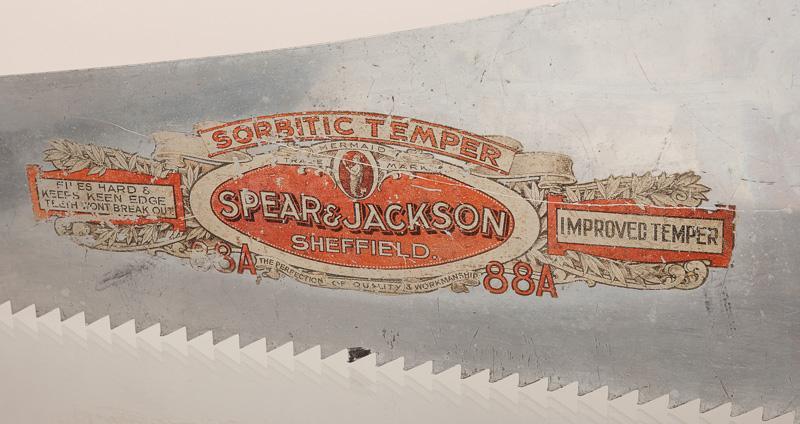 SORBITIC TEMPER
MERMAID
TRADE MARK
SPEAR & JACKSON
SHEFFIELD.
FILES HARD &
KEEPS KEEN EDGE
TEETH WONT BREAK OUT
IMPROVED TEMPER
88A
THE PERFECTION OF QUALITY & WORKMANSHIP
88A